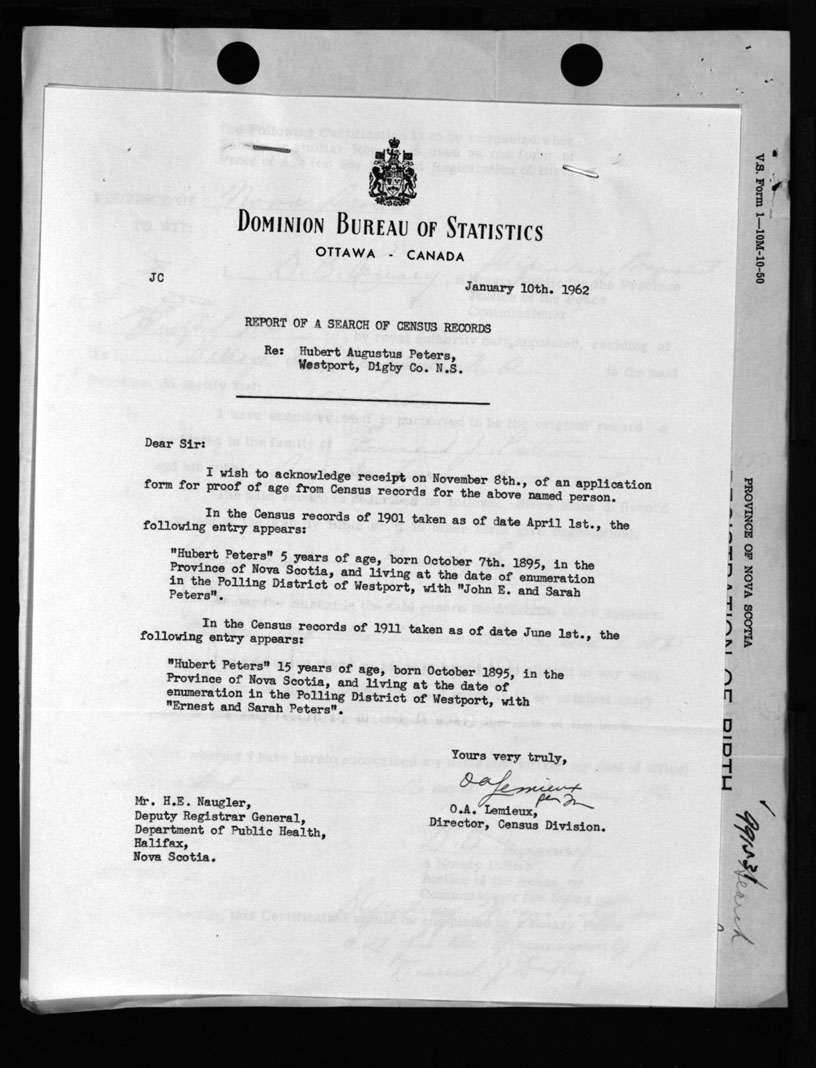 DOMINION BUREAU OF STATISTICS
OTTAWA - CANADA
JC
January 10th. 1962
REPORT OF A SEARCH OF CENSUS RECORDS
Re: Hubert Augustus Peters,
Westport, Digby Co. N.S.
Dear Sir:
I wish to acknowledge receipt on November 8th., of an application
form for proof of age from Census records for the above named person.
In the Census records of 1901 taken as of date April 1st., the
following entry appears:
"Hubert Peters" 5 years of age, born October 7th. 1895, in the
Province of Nova Scotia, and living at the date of enumeration
in the Polling District of Westport, with "John E. and Sarah
Peters".
In the Census records of 1911 taken as of date June 1st., the
following entry appears:
"Hubert Peters" 15 years of age, born October 1895, in the
Province of Nova Scotia, and living at the date of
enumeration in the Polling District of Westport, with
"Ernest and Sarah Peters".
Yours very truly,
OALemieux
per
O.A. Lemieux,
Director, Census Division.
Mr. H.E. Naugler,
Deputy Registrar General,
Department of Public Health,
Halifax,
Nova Scotia.
V.S. Form 1—10M-10-50
PROVINCE OF NOVA SCOTIA
REGISTRATION OF BIRTH
Search